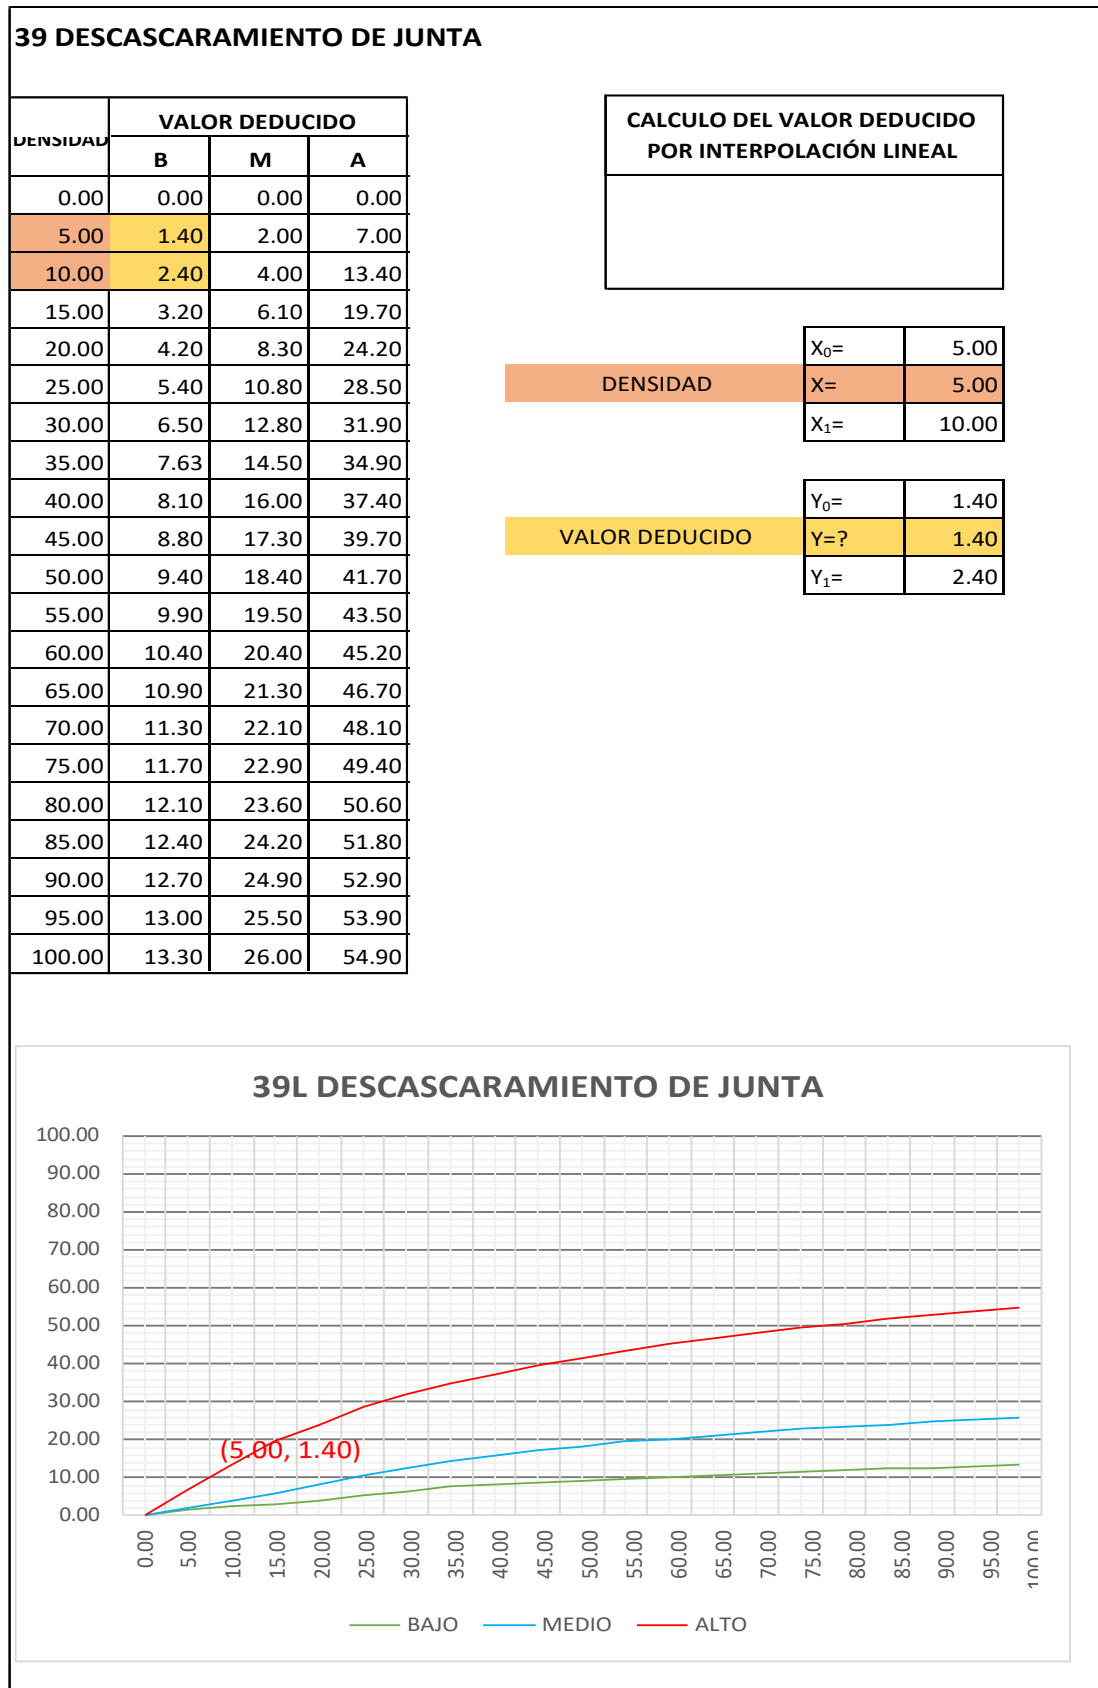 39 DESCASCARAMIENTO DE JUNTA
DENSIDAD VALOR DEDUCIDO
B M A
0.00 0.00 0.00 0.00
5.00 1.40 2.00 7.00
10.00 2.40 4.00 13.40
15.00 3.20 6.10 19.70
20.00 4.20 8.30 24.20
25.00 5.40 10.80 28.50
30.00 6.50 12.80 31.90
35.00 7.63 14.50 34.90
40.00 8.10 16.00 37.40
45.00 8.80 17.30 39.70
50.00 9.40 18.40 41.70
55.00 9.90 19.50 43.50
60.00 10.40 20.40 45.20
65.00 10.90 21.30 46.70
70.00 11.30 22.10 48.10
75.00 11.70 22.90 49.40
80.00 12.10 23.60 50.60
85.00 12.40 24.20 51.80
90.00 12.70 24.90 52.90
95.00 13.00 25.50 53.90
100.00 13.30 26.00 54.90
CALCULO DEL VALOR DEDUCIDO
POR INTERPOLACIÓN LINEAL
X₀= 5.00
DENSIDAD X= 5.00
X₁= 10.00
Y₀= 1.40
VALOR DEDUCIDO Y=? 1.40
Y₁= 2.40
39L DESCASCARAMIENTO DE JUNTA
100.00
90.00
80.00
70.00
60.00
50.00
40.00
30.00
20.00
10.00
0.00
(5.00, 1.40)
0.00 5.00 10.00 15.00 20.00 25.00 30.00 35.00 40.00 45.00 50.00 55.00 60.00 65.00 70.00 75.00 80.00 85.00 90.00 95.00 100.00
BAJO MEDIO ALTO